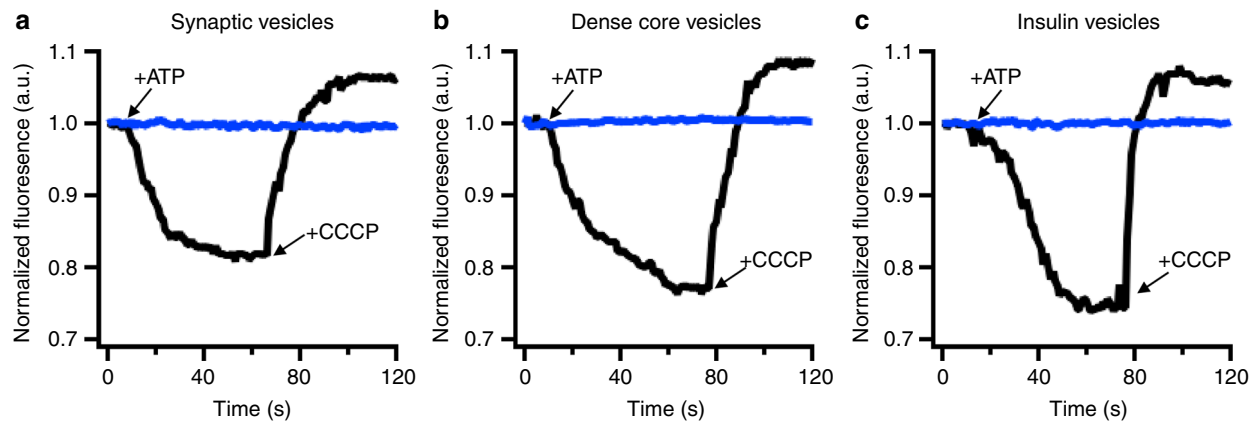 a Synaptic vesicles
Normalized fluorescence (a.u.)
1.1
1.0
0.9
0.8
0.7
+ATP
+CCCP
0 40 80 120
Time (s)
b Dense core vesicles
Normalized fluorescence (a.u.)
1.1
1.0
0.9
0.8
0.7
+ATP
+CCCP
0 40 80 120
Time (s)
c Insulin vesicles
Normalized fluorescence (a.u.)
1.1
1.0
0.9
0.8
0.7
+ATP
+CCCP
0 40 80 120
Time (s)